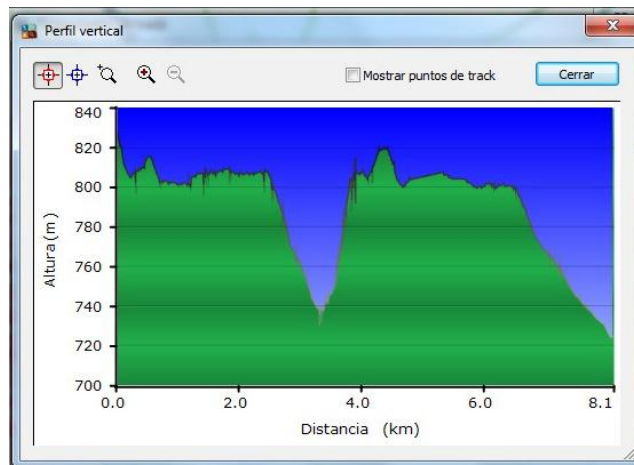 Perfil vertical
Mostrar puntos de track
Cerrar
840
820
800
780
760
740
720
700
Altura(m)
0.0 2.0 4.0 6.0 8.1
Distancia (km)